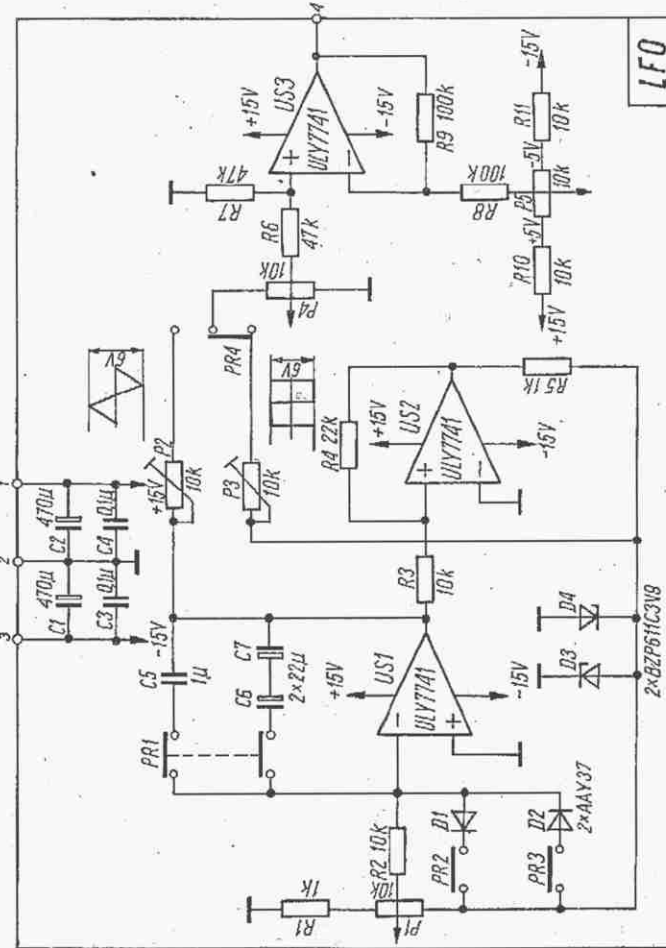 LFO
1
2
3
4
C1
470µ
C2
470µ
C3
0,1µ
C4
0,1µ
+15V
-15V
6V
6V
PR1
C5
1µ
C6
C7
2×22µ
P2
10k
P3
10k
PR4
P4
10k
R6
47k
R7
47k
+15V
US3
ULY7741
+
-
-15V
R9 100k
R8
100k
+15V
R10
10k
+5V
P5
10k
-5V
R11
10k
-15V
R1
1k
P1
10k
R2 10k
PR2
D1
PR3
D2
2×AAY37
US1
ULY7741
-
+
+15V
-15V
R3
10k
R4 22k
US2
ULY7741
+
-
+15V
-15V
R5 1k
D3
D4
2×BZP611C3V9